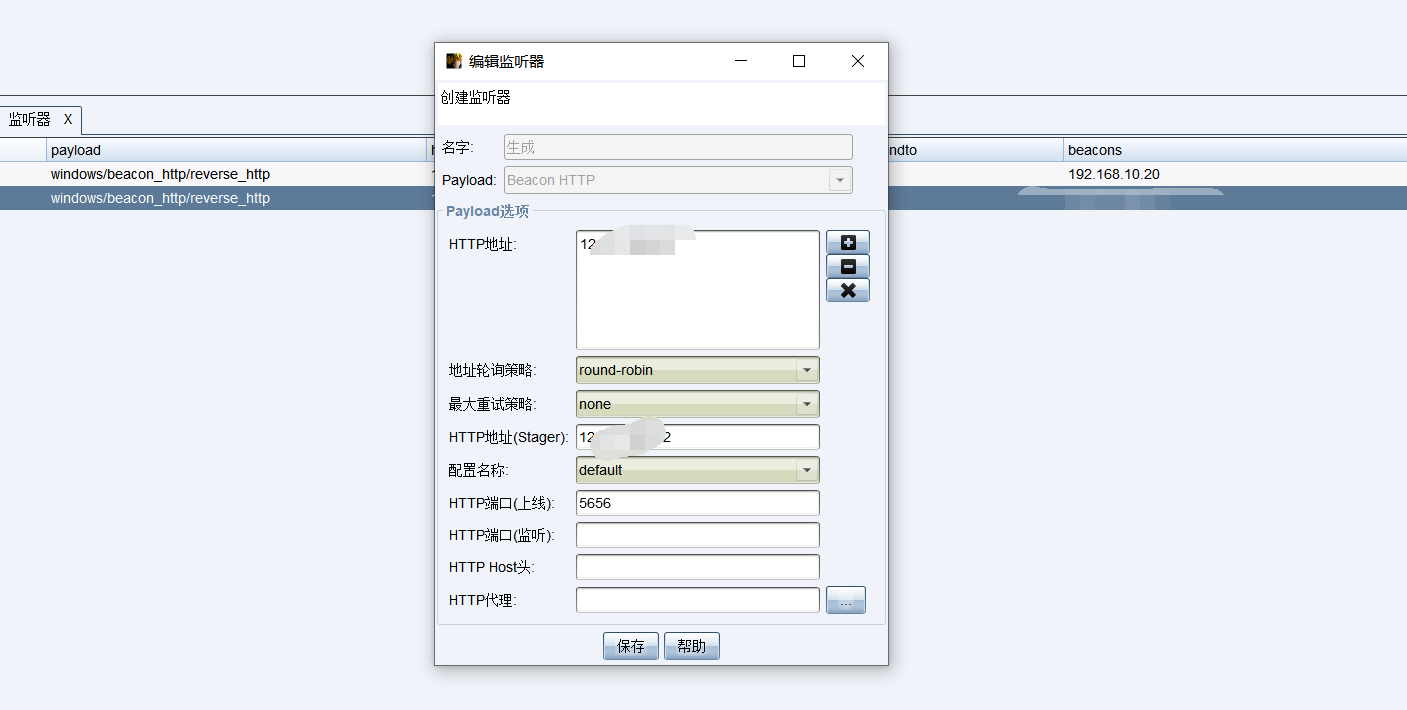 编辑监听器
创建监听器
监听器 X
payload
ndto
beacons
windows/beacon_http/reverse_http
192.168.10.20
windows/beacon_http/reverse_http
名字: 生成
Payload: Beacon HTTP
Payload选项
HTTP地址: 12
地址轮询策略: round-robin
最大重试策略: none
HTTP地址(Stager): 12 2
配置名称: default
HTTP端口(上线): 5656
HTTP端口(监听):
HTTP Host头:
HTTP代理: ...
保存 帮助